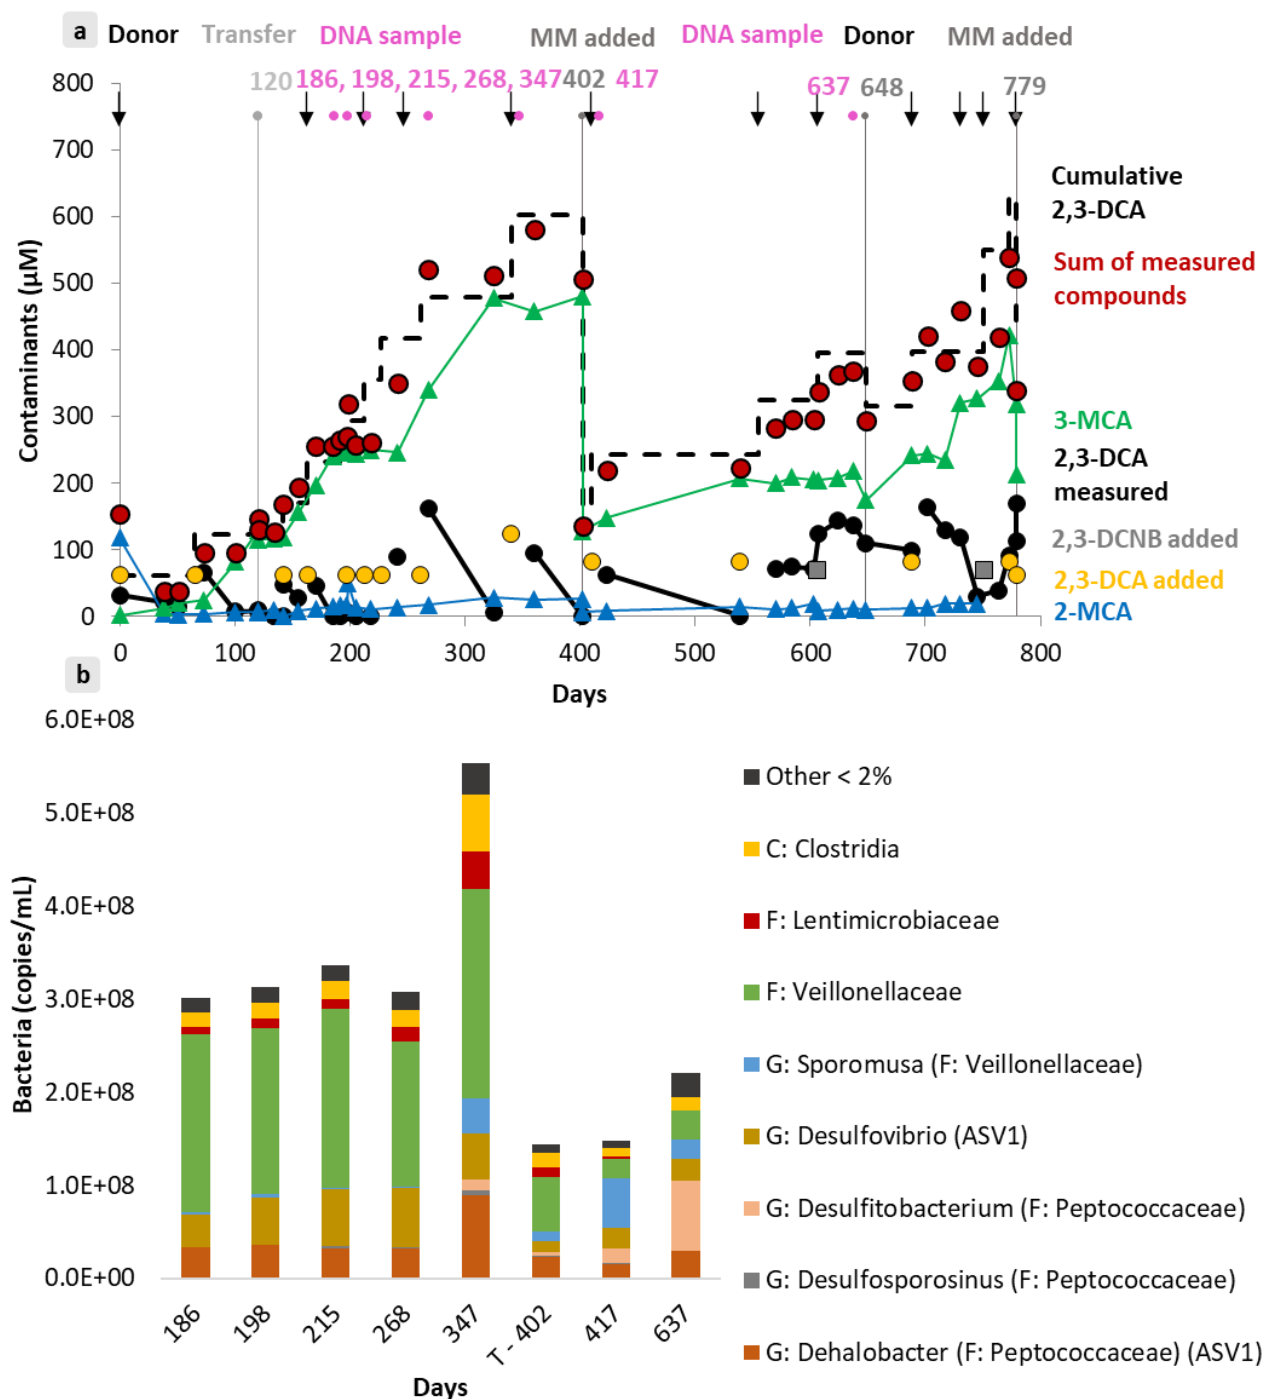 a
Donor Transfer DNA sample MM added DNA sample Donor MM added
120 186, 198, 215, 268, 347 402 417 637 648 779
800
700
600
500
400
300
200
100
0
Contaminants (µM)
0 100 200 300 400 500 600 700 800
Days
Cumulative
2,3-DCA
Sum of measured
compounds
3-MCA
2,3-DCA
measured
2,3-DCNB added
2,3-DCA added
2-MCA
b
6.0E+08
5.0E+08
4.0E+08
3.0E+08
2.0E+08
1.0E+08
0.0E+00
Bacteria (copies/mL)
186 198 215 268 347 T - 402 417 637
Days
Other < 2%
C: Clostridia
F: Lentimicrobiaceae
F: Veillonellaceae
G: Sporomusa (F: Veillonellaceae)
G: Desulfovibrio (ASV1)
G: Desulfitobacterium (F: Peptococcaceae)
G: Desulfosporosinus (F: Peptococcaceae)
G: Dehalobacter (F: Peptococcaceae) (ASV1)